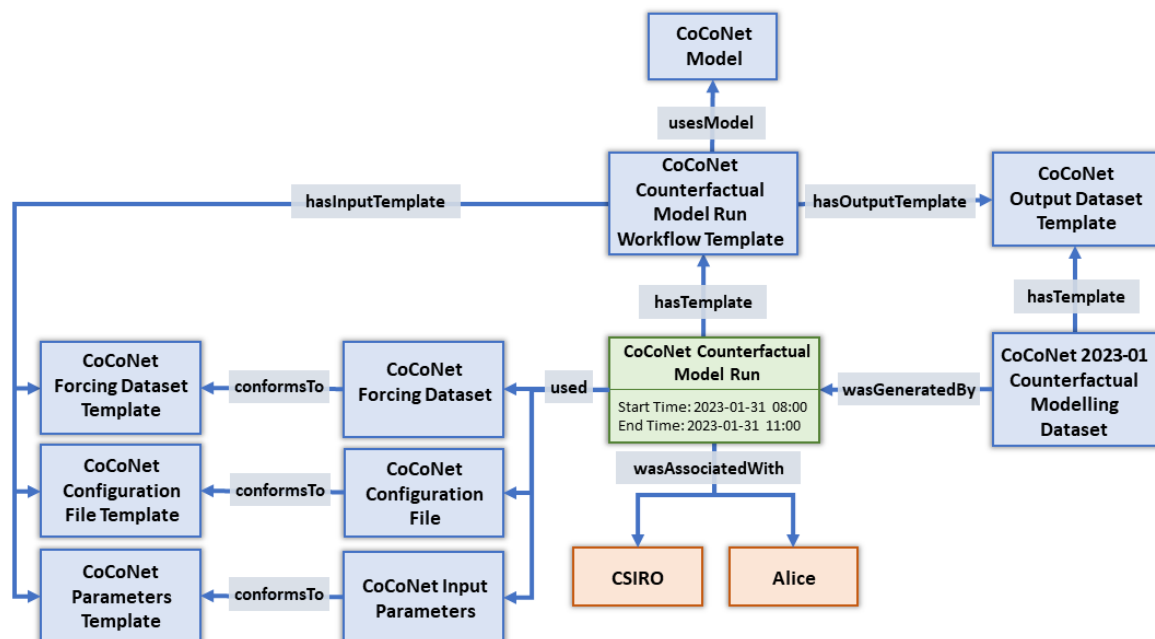 CoCoNet
Model
usesModel
CoCoNet
Counterfactual
Model Run
Workflow Template
hasInputTemplate
hasOutputTemplate
CoCoNet
Output Dataset
Template
hasTemplate
hasTemplate
CoCoNet
Forcing Dataset
Template
conformsTo
CoCoNet
Forcing Dataset
used
CoCoNet Counterfactual
Model Run
Start Time: 2023-01-31 08:00
End Time: 2023-01-31 11:00
wasGeneratedBy
CoCoNet 2023-01
Counterfactual
Modelling
Dataset
wasAssociatedWith
CoCoNet
Configuration
File Template
conformsTo
CoCoNet
Configuration
File
CSIRO
Alice
CoCoNet
Parameters
Template
conformsTo
CoCoNet Input
Parameters